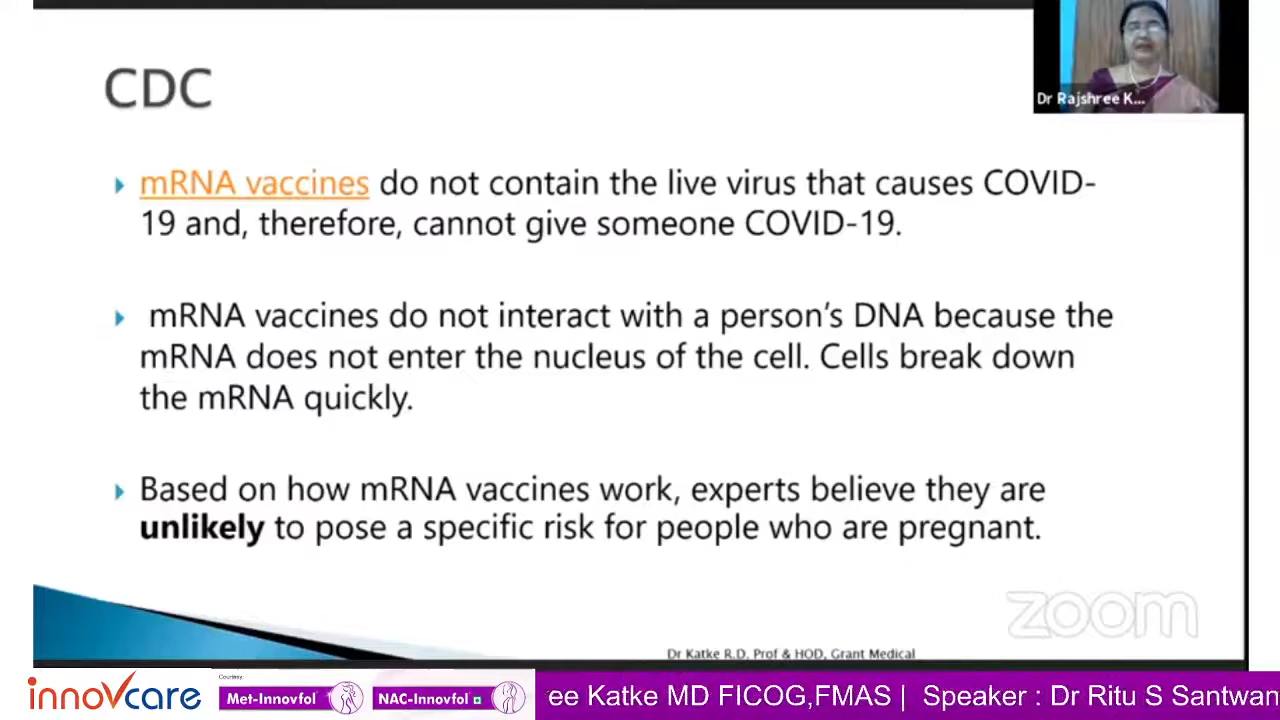 CDC
Dr Rajshree K...
mRNA vaccines do not contain the live virus that causes COVID-
19 and, therefore, cannot give someone COVID-19.
mRNA vaccines do not interact with a person's DNA because the
mRNA does not enter the nucleus of the cell. Cells break down
the mRNA quickly.
Based on how mRNA vaccines work, experts believe they are
unlikely to pose a specific risk for people who are pregnant.
zoom
Dr Katke R.D, Prof & HOD, Grant Medical
innovcare
Courtesy:
Met-Innovfol
NAC-Innovfol
ee Katke MD FICOG,FMAS | Speaker : Dr Ritu S Santwan